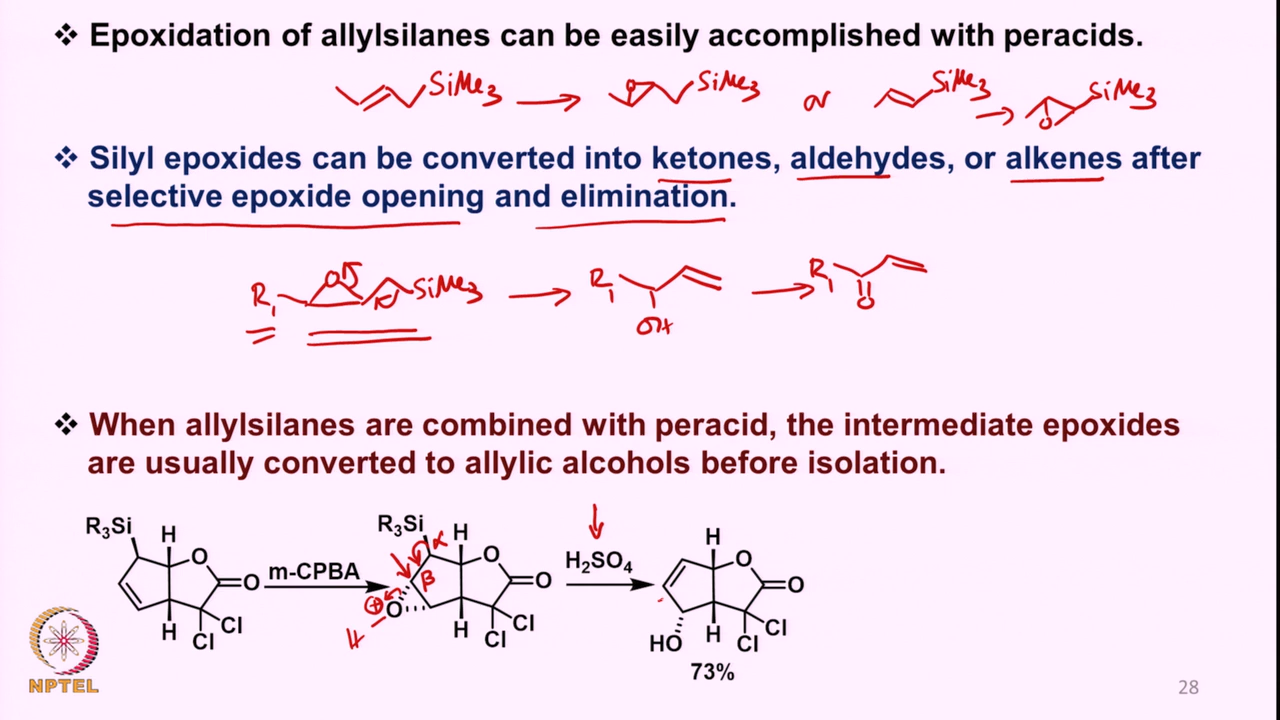 ❖ Epoxidation of allylsilanes can be easily accomplished with peracids.
SiMe3 → O SiMe3 or SiMe3 → O SiMe3
❖ Silyl epoxides can be converted into ketones, aldehydes, or alkenes after
selective epoxide opening and elimination.
R1 O SiMe3 → R1 OH → R1 O
❖ When allylsilanes are combined with peracid, the intermediate epoxides
are usually converted to allylic alcohols before isolation.
R3Si H O O H Cl Cl
m-CPBA
R3Si α H O O β ⊕ O H H Cl Cl
H2SO4
H O O HO H Cl Cl
73%
NPTEL
28